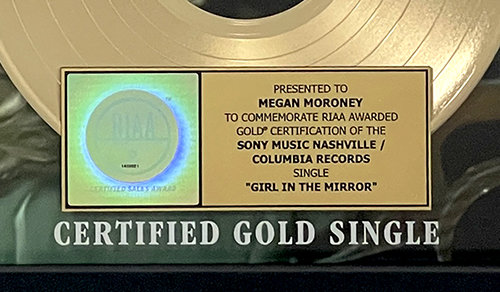 PRESENTED TO
MEGAN MORONEY
TO COMMEMORATE RIAA AWARDED
GOLD® CERTIFICATION OF THE
SONY MUSIC NASHVILLE /
COLUMBIA RECORDS
SINGLE
"GIRL IN THE MIRROR"
RIAA
TM
CERTIFIED SALES AWARD
CERTIFIED GOLD SINGLE